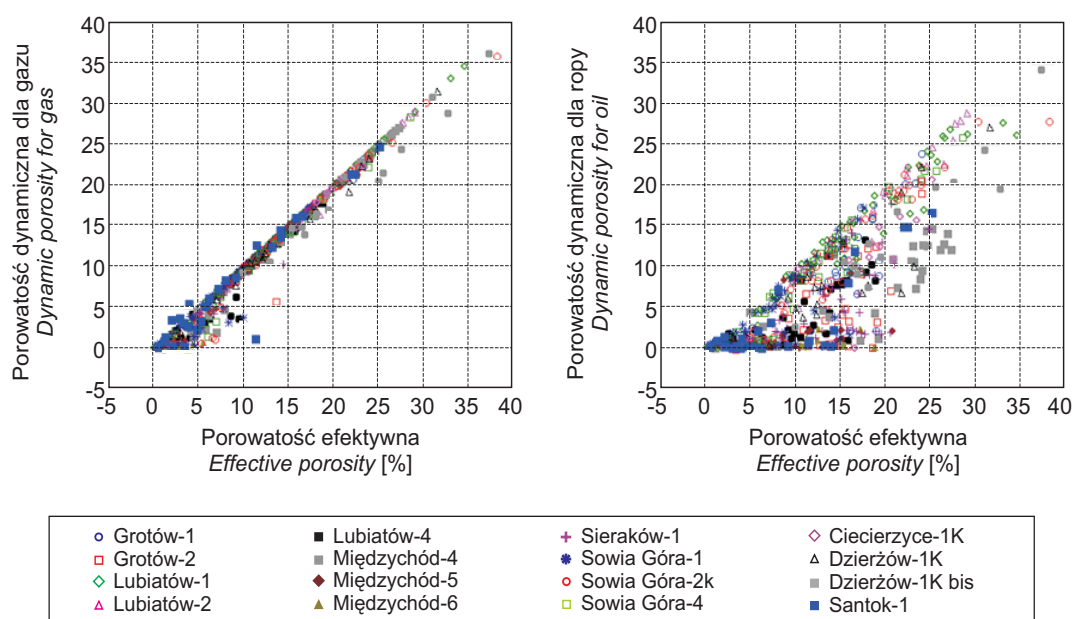 Porowatość dynamiczna dla gazu
Dynamic porosity for gas
40
35
30
25
20
15
10
5
0
-5
-5 0 5 10 15 20 25 30 35 40
Porowatość efektywna
Effective porosity [%]
Porowatość dynamiczna dla ropy
Dynamic porosity for oil
40
35
30
25
20
15
10
5
0
-5
-5 0 5 10 15 20 25 30 35 40
Porowatość efektywna
Effective porosity [%]
Grotów-1
Grotów-2
Lubiatów-1
Lubiatów-2
Lubiatów-4
Międzychód-4
Międzychód-5
Międzychód-6
Sieraków-1
Sowia Góra-1
Sowia Góra-2k
Sowia Góra-4
Ciecierzyce-1K
Dzierżów-1K
Dzierżów-1K bis
Santok-1